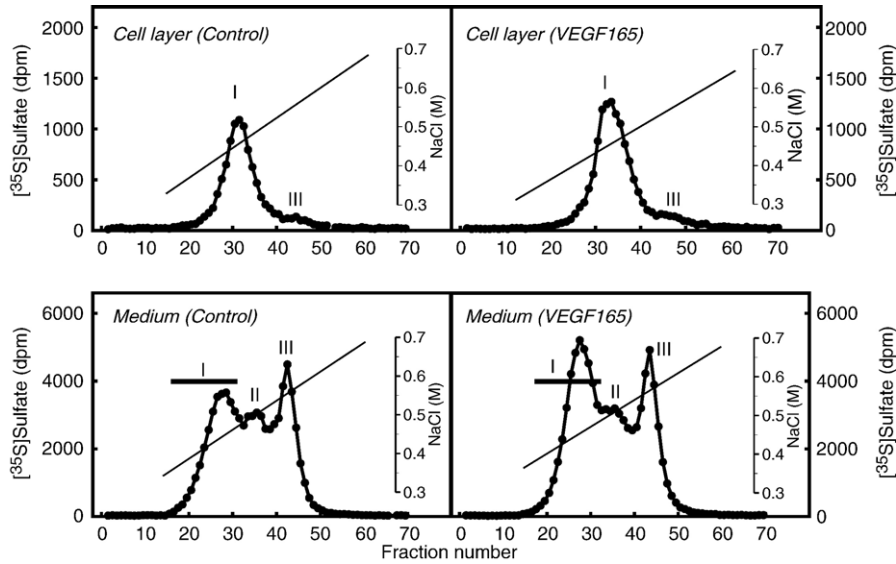 Cell layer (Control)
Cell layer (VEGF165)
[³⁵S]Sulfate (dpm)
2000
1500
1000
500
0
I
III
0.7
0.6
0.5
0.4
0.3
NaCl (M)
0 10 20 30 40 50 60 70
I
III
0.7
0.6
0.5
0.4
0.3
NaCl (M)
0 10 20 30 40 50 60 70
2000
1500
1000
500
0
[³⁵S]Sulfate (dpm)
Medium (Control)
Medium (VEGF165)
[³⁵S]Sulfate (dpm)
6000
4000
2000
0
I
II
III
0.7
0.6
0.5
0.4
0.3
NaCl (M)
0 10 20 30 40 50 60 70
I
II
III
0.7
0.6
0.5
0.4
0.3
NaCl (M)
0 10 20 30 40 50 60 70
6000
4000
2000
0
[³⁵S]Sulfate (dpm)
Fraction number